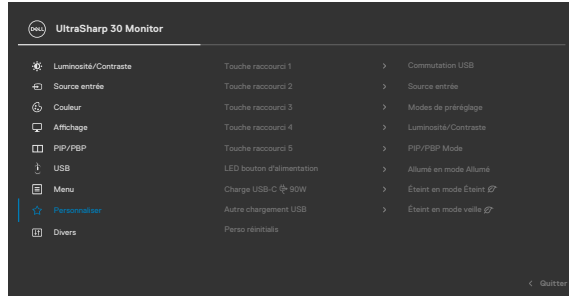 DELL UltraSharp 30 Monitor
Luminosité/Contraste Touche raccourci 1 > Commutation USB
Source entrée Touche raccourci 2 > Source entrée
Couleur Touche raccourci 3 > Modes de préréglage
Affichage Touche raccourci 4 > Luminosité/Contraste
PIP/PBP Touche raccourci 5 > PIP/PBP Mode
USB LED bouton d'alimentation > Allumé en mode Allumé
Menu Charge USB-C 90W > Éteint en mode Éteint
Personnaliser Autre chargement USB > Éteint en mode veille
Divers Perso réinitialis
< Quitter